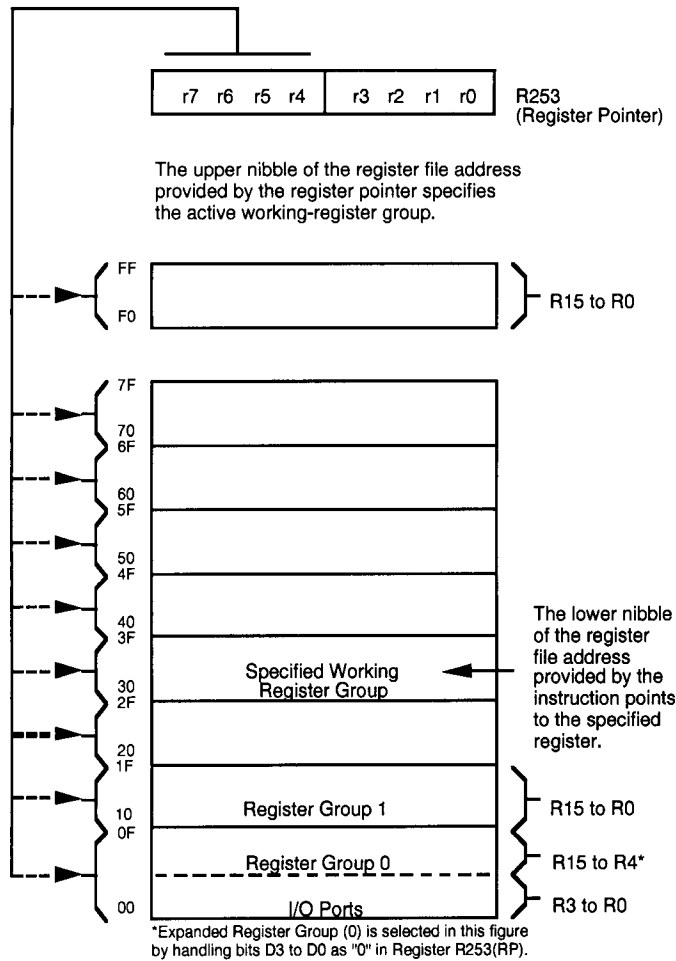 r7 r6 r5 r4 r3 r2 r1 r0
R253
(Register Pointer)
The upper nibble of the register file address
provided by the register pointer specifies
the active working-register group.
FF
F0
R15 to R0
7F
70
6F
60
5F
50
4F
40
3F
30
2F
20
1F
10
0F
00
Specified Working
Register Group
The lower nibble
of the register
file address
provided by the
instruction points
to the specified
register.
Register Group 1
R15 to R0
Register Group 0
R15 to R4*
I/O Ports
R3 to R0
*Expanded Register Group (0) is selected in this figure
by handling bits D3 to D0 as "0" in Register R253(RP).